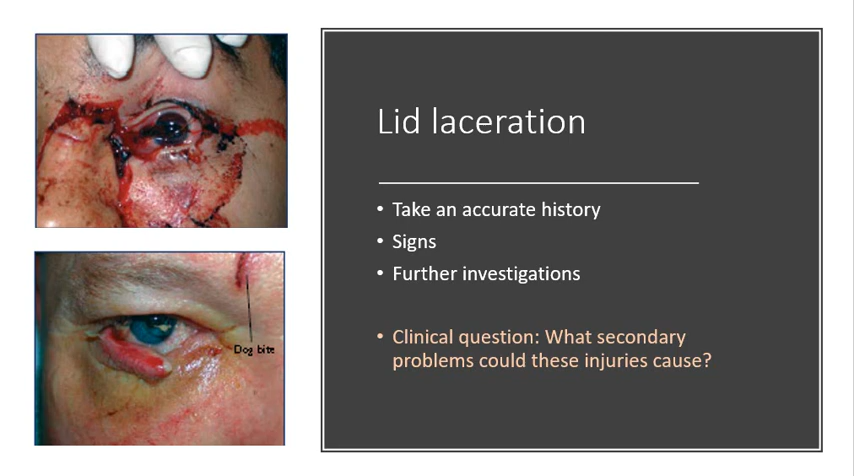 Lid laceration
• Take an accurate history
• Signs
• Further investigations
• Clinical question: What secondary
problems could these injuries cause?
Dog bite